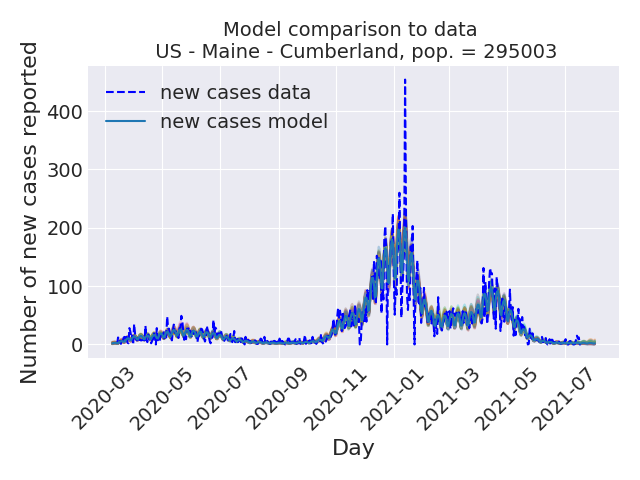 Model comparison to data
US - Maine - Cumberland, pop. = 295003
Number of new cases reported
400
300
200
100
0
new cases data
new cases model
2020-03
2020-05
2020-07
2020-09
2020-11
2021-01
2021-03
2021-05
2021-07
Day